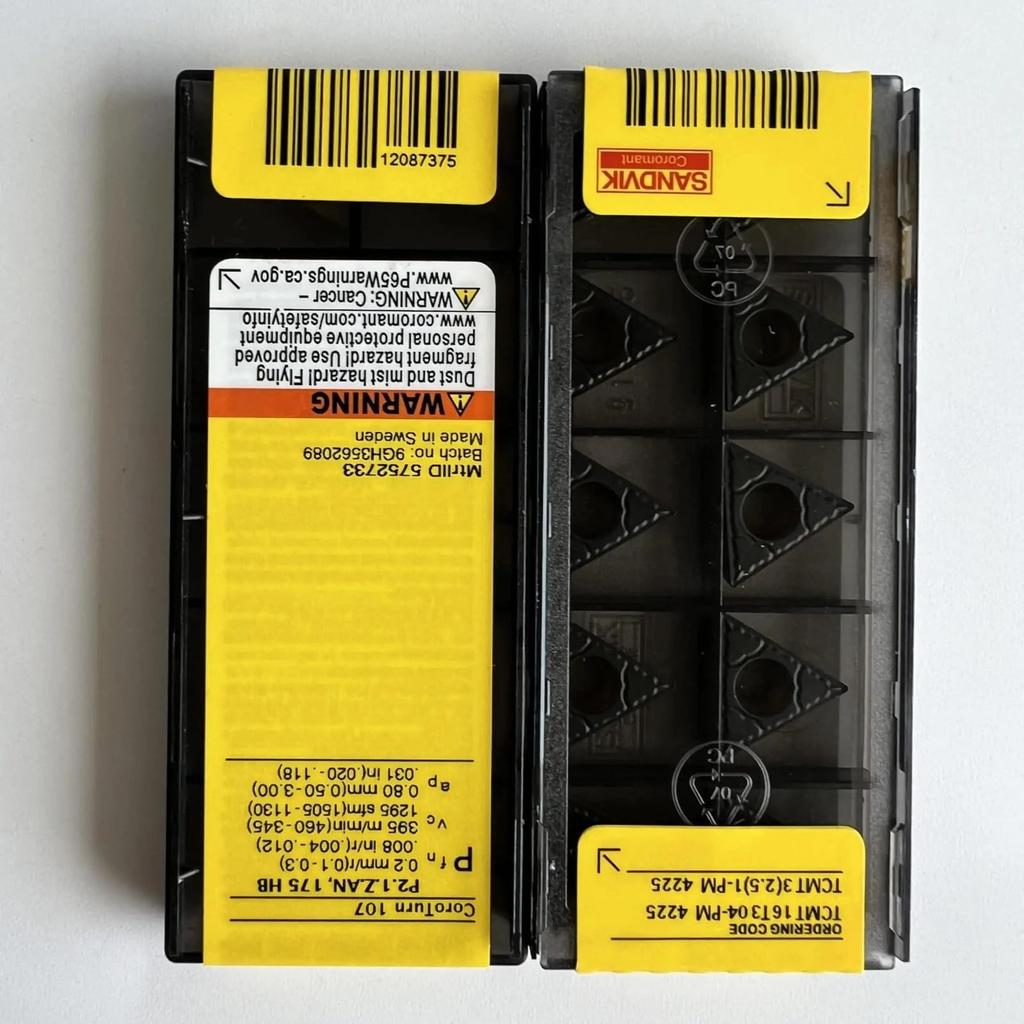 CoroTurn 107
P2.1.Z.AN, 175 HB
P fn 0.2 mm/r(0.1-0.3)
.008 in/r(.004-.012)
vc 395 m/min(460-345)
1295 sfm(1505-1130)
ap 0.80 mm(0.50-3.00)
.031 in(.020-.118)
MtrlID 5752733
Batch no: 9GH3562089
Made in Sweden
WARNING
Dust and mist hazard! Flying
fragment hazard! Use approved
personal protective equipment
www.coromant.com/safetyinfo
WARNING: Cancer –
www.P65Warnings.ca.gov
12087375
ORDERING CODE
TCMT 16T3 04-PM 4225
TCMT 3(2.5)1-PM 4225
SANDVIK
Coromant
07
PC